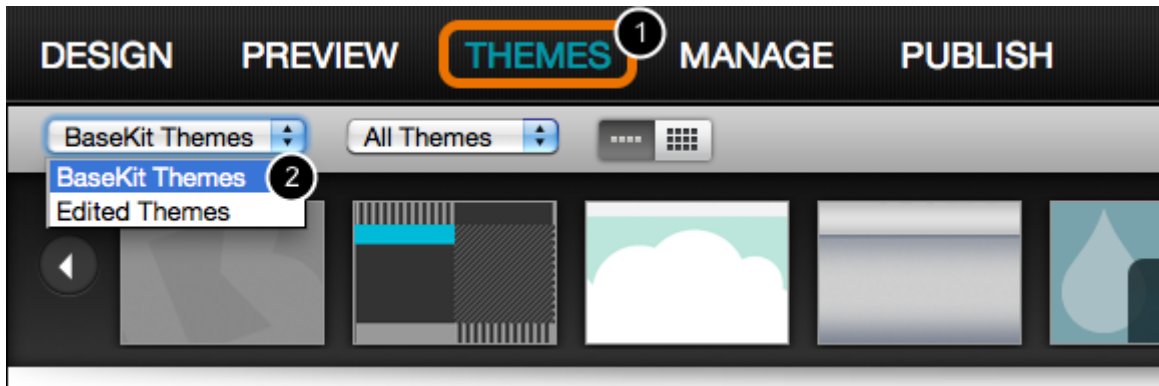 DESIGN PREVIEW THEMES 1 MANAGE PUBLISH
BaseKit Themes All Themes
BaseKit Themes 2
Edited Themes